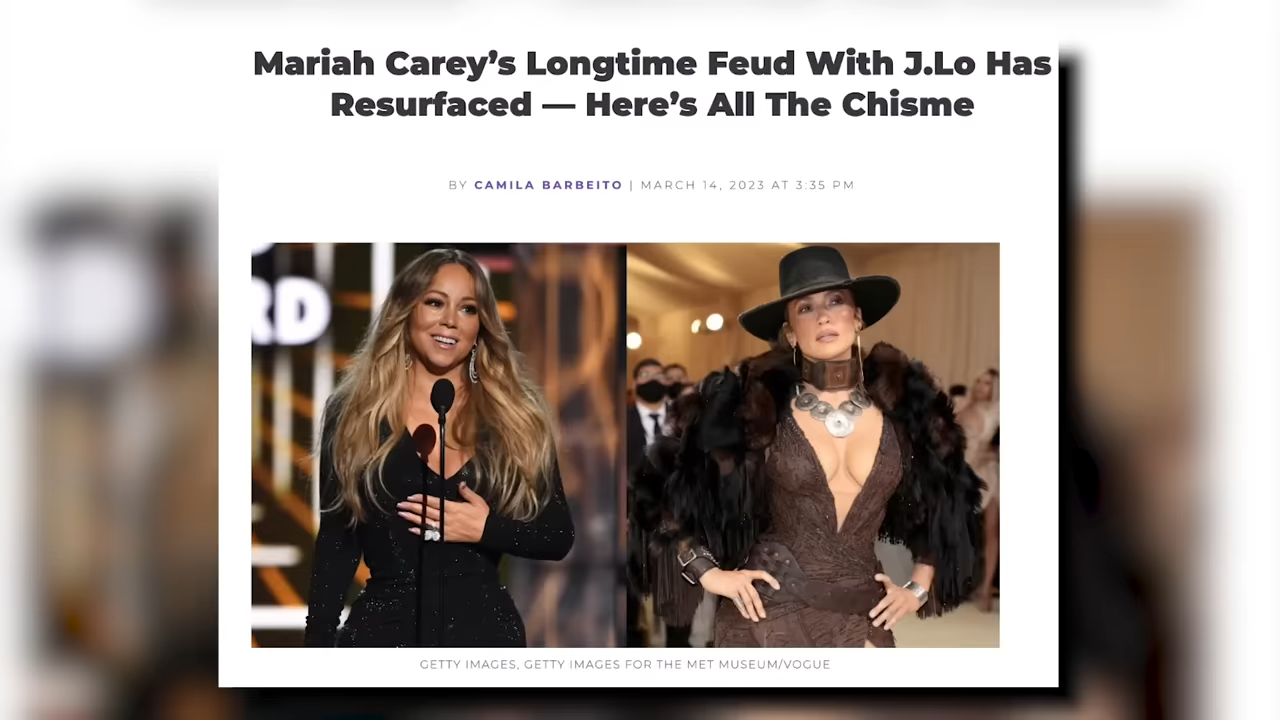 Mariah Carey’s Longtime Feud With J.Lo Has
Resurfaced — Here’s All The Chisme
BY CAMILA BARBEITO | MARCH 14, 2023 AT 3:35 PM
RD
GETTY IMAGES, GETTY IMAGES FOR THE MET MUSEUM/VOGUE